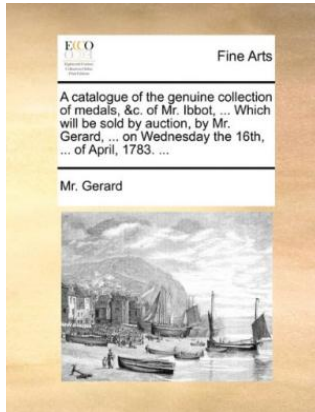 ECCO
Fine Arts
A catalogue of the genuine collection
of medals, &c. of Mr. Ibbot, ... Which
will be sold by auction, by Mr.
Gerard, ... on Wednesday the 16th,
... of April, 1783. ...
Mr. Gerard